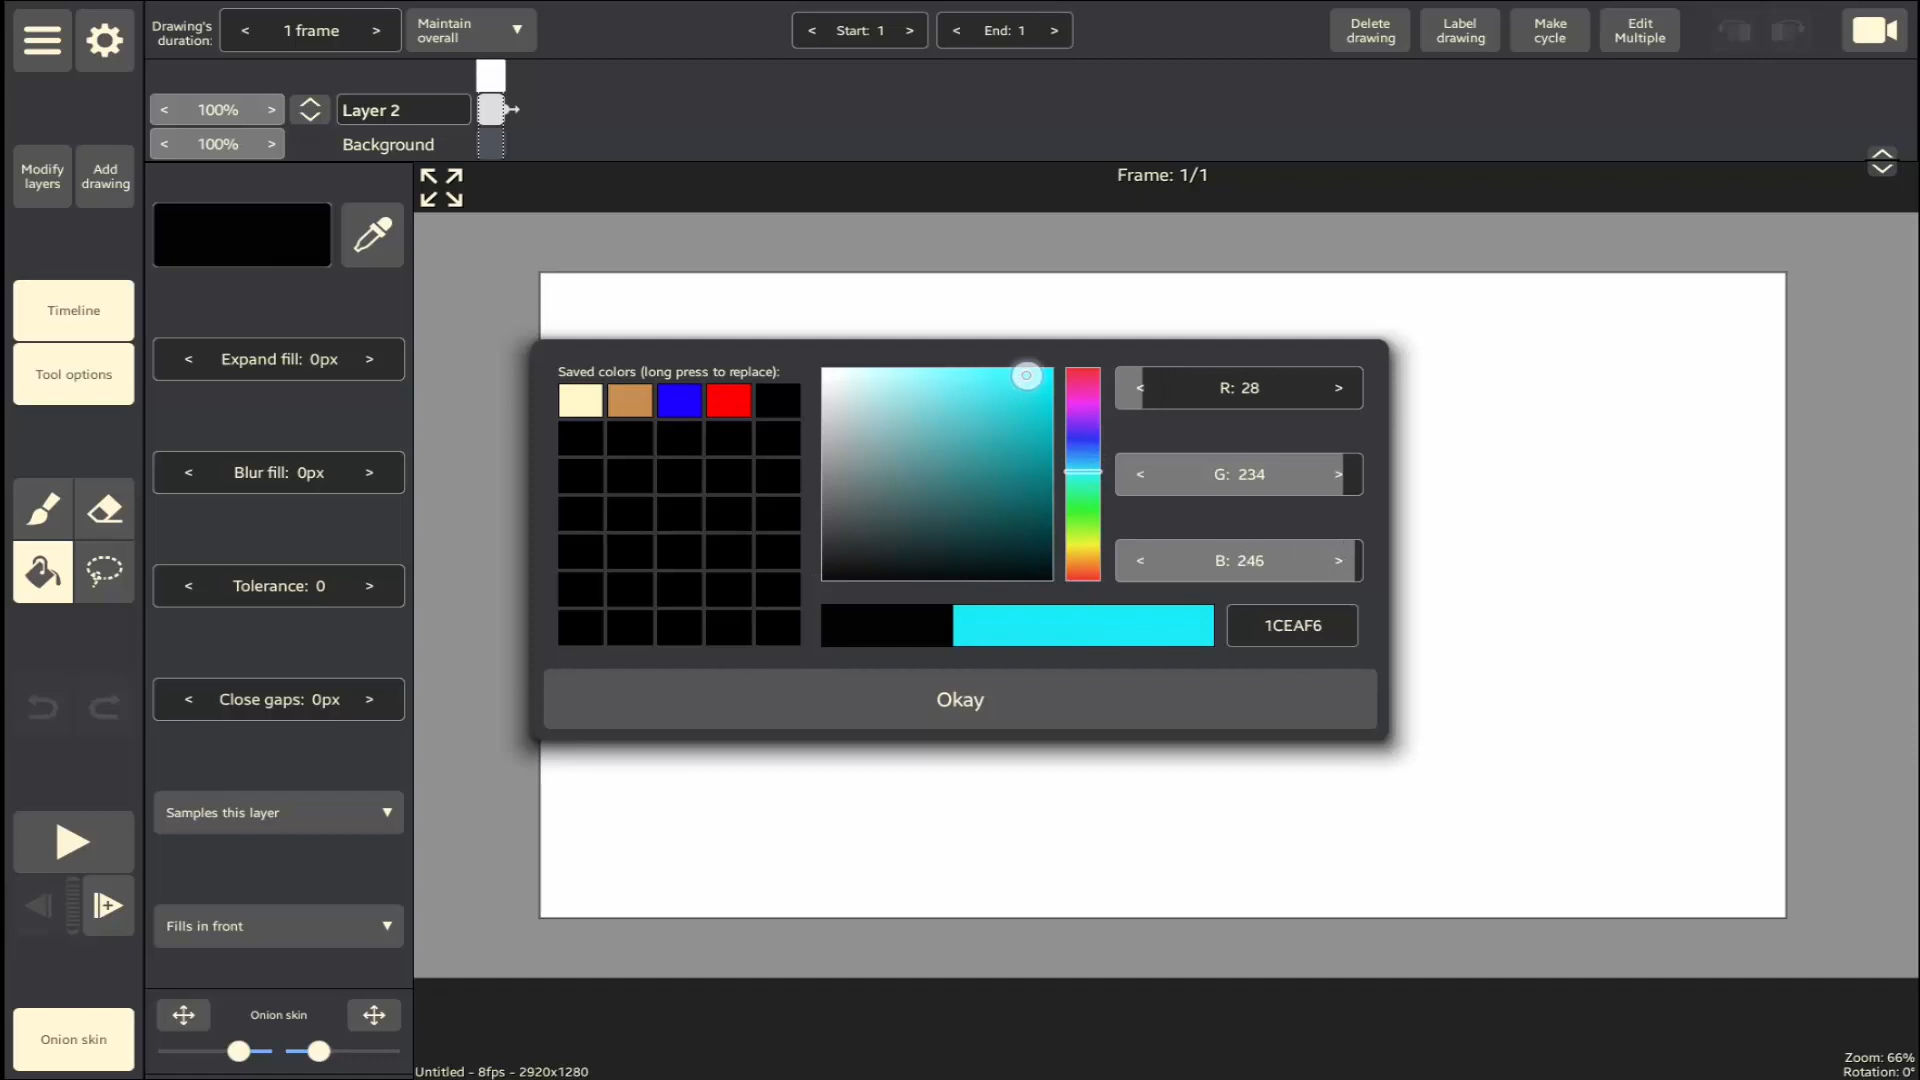 Drawing's
duration:
< 1 frame >
Maintain
overall
< Start: 1 >
< End: 1 >
Delete
drawing
Label
drawing
Make
cycle
Edit
Multiple
< 100% >
Layer 2
< 100% >
Background
Modify
layers
Add
drawing
Frame: 1/1
Timeline
Tool options
< Expand fill: 0px >
< Blur fill: 0px >
< Tolerance: 0 >
< Close gaps: 0px >
Samples this layer
Fills in front
Saved colors (long press to replace):
< R: 28 >
< G: 234 >
< B: 246 >
1CEAF6
Okay
Onion skin
Onion skin
Untitled - 8fps - 2920x1280
Zoom: 66%
Rotation: 0°